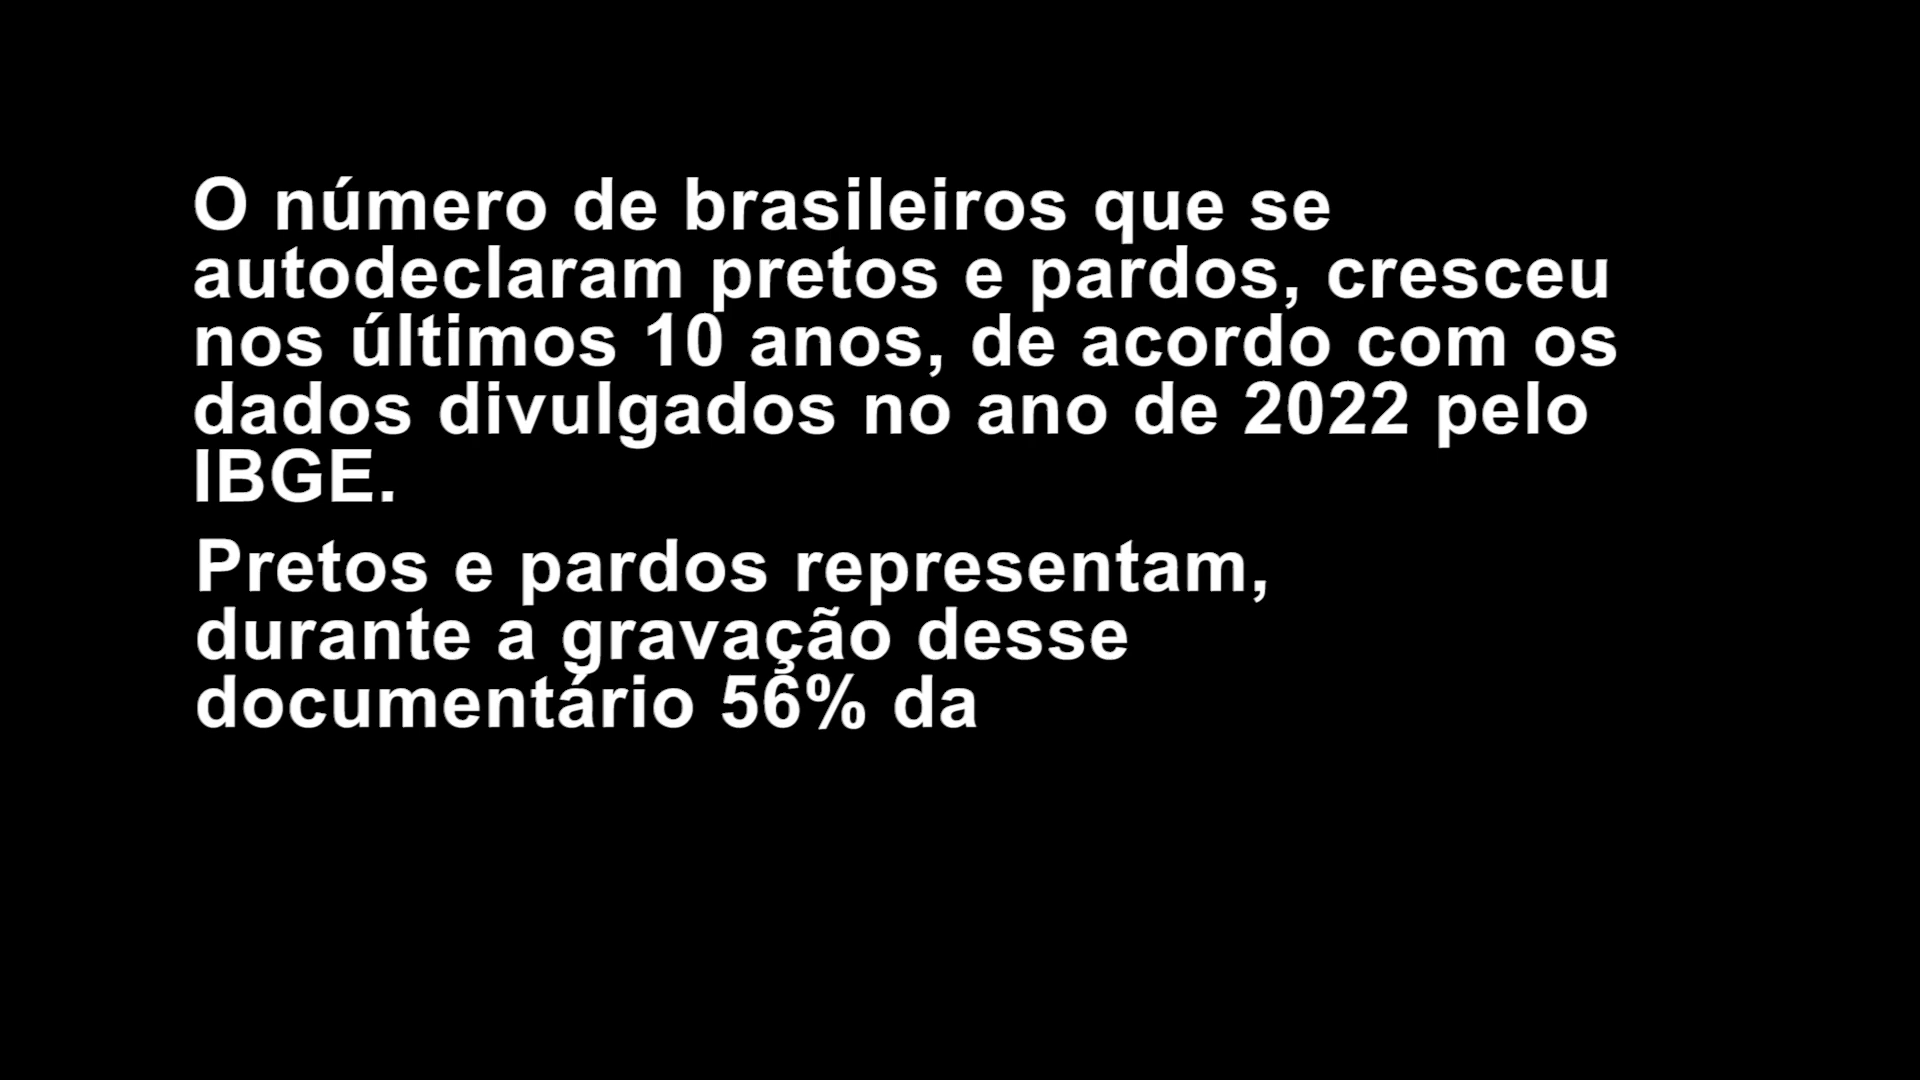 O número de brasileiros que se
autodeclaram pretos e pardos, cresceu
nos últimos 10 anos, de acordo com os
dados divulgados no ano de 2022 pelo
IBGE.
Pretos e pardos representam,
durante a gravação desse
documentário 56% da